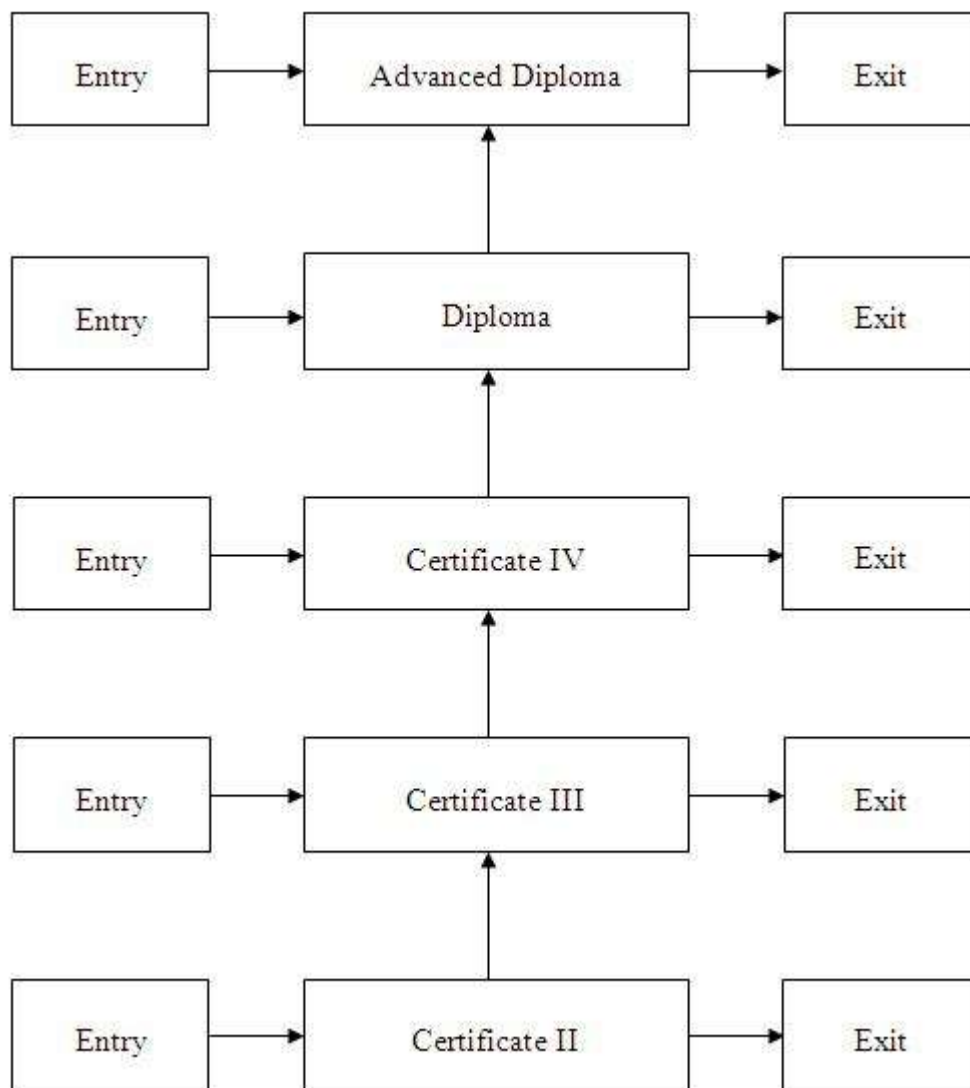 Entry
Advanced Diploma
Exit
Entry
Diploma
Exit
Entry
Certificate IV
Exit
Entry
Certificate III
Exit
Entry
Certificate II
Exit